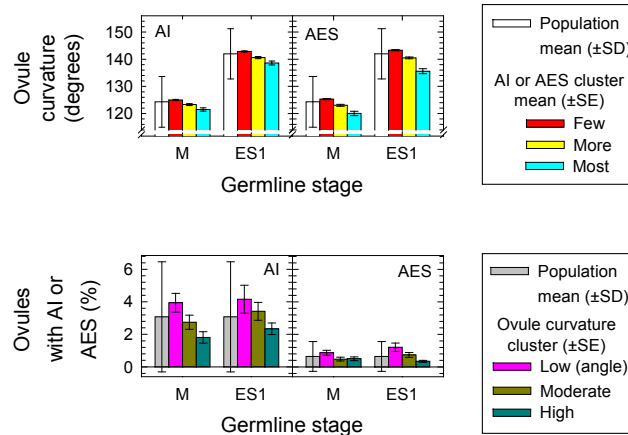 Ovule
curvature
(degrees)
150
140
130
120
AI
AES
M
ES1
M
ES1
Germline stage
Population
mean (±SD)
AI or AES cluster
mean (±SE)
Few
More
Most
Ovules
with AI or
AES (%)
6
4
2
0
AI
AES
M
ES1
M
ES1
Germline stage
Population
mean (±SD)
Ovule curvature
cluster (±SE)
Low (angle)
Moderate
High